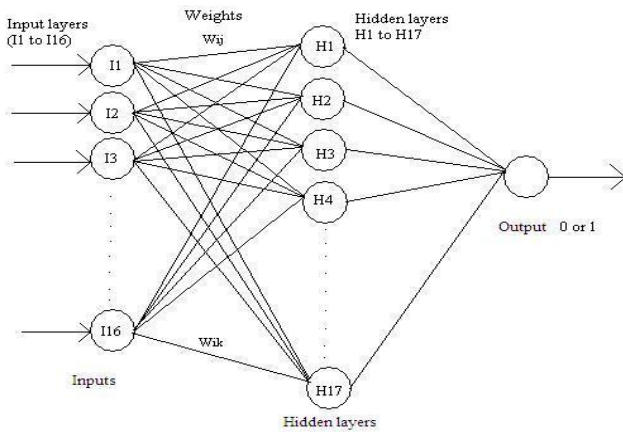 Input layers
(I1 to I16)
Weights
Wij
Hidden layers
H1 to H17
I1
I2
I3
I16
H1
H2
H3
H4
H17
Output 0 or 1
Wik
Inputs
Hidden layers